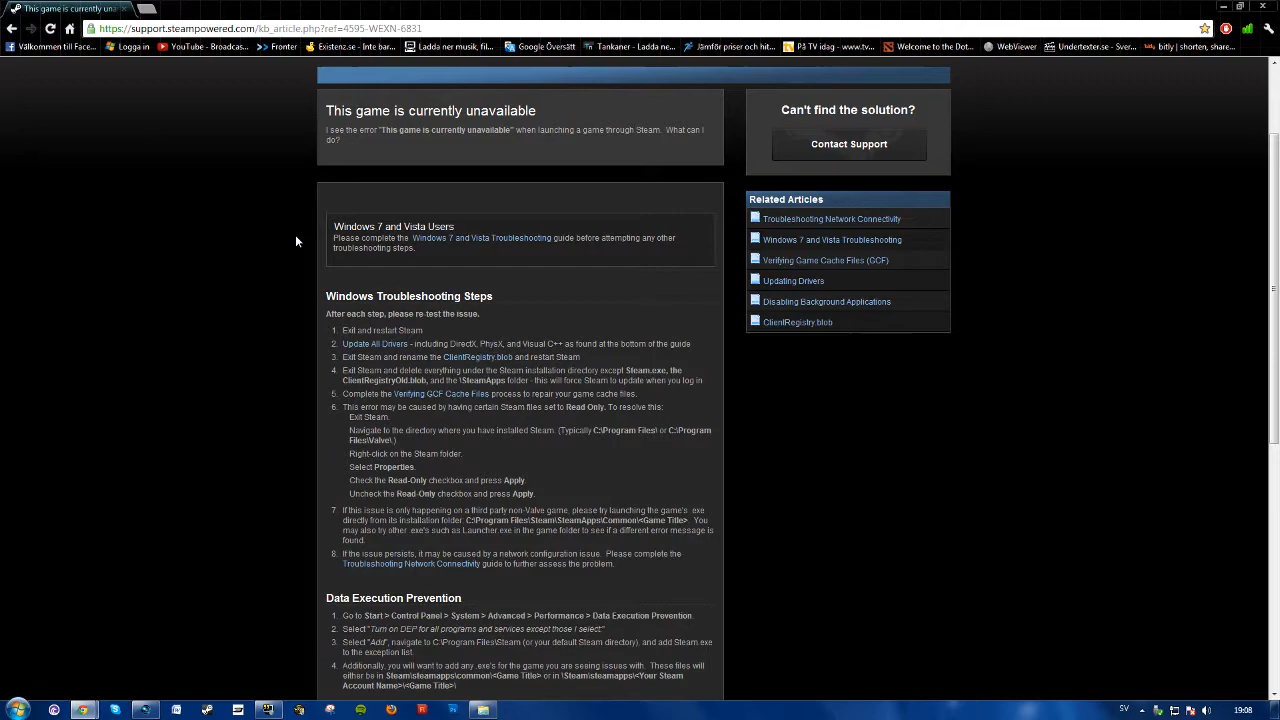 This game is currently una
https://support.steampowered.com/kb_article.php?ref=4595-WEXN-6831
Välkommen till Face... Logga in YouTube - Broadcas... Fronter Existenz.se - Inte bar... Ladda ner musik, fil... Google Översätt Tankaner - Ladda ne... Jämför priser och hit... På TV idag - www.tv... Welcome to the Dot... WebViewer Undertexter.se - Sver... bitly | shorten, share...
This game is currently unavailable
I see the error "This game is currently unavailable" when launching a game through Steam. What can I
do?
Can't find the solution?
Contact Support
Related Articles
Troubleshooting Network Connectivity
Windows 7 and Vista Troubleshooting
Verifying Game Cache Files (GCF)
Updating Drivers
Disabling Background Applications
ClientRegistry.blob
Windows 7 and Vista Users
Please complete the Windows 7 and Vista Troubleshooting guide before attempting any other
troubleshooting steps.
Windows Troubleshooting Steps
After each step, please re-test the issue.
1. Exit and restart Steam
2. Update All Drivers - including DirectX, PhysX, and Visual C++ as found at the bottom of the guide
3. Exit Steam and rename the ClientRegistry.blob and restart Steam
4. Exit Steam and delete everything under the Steam installation directory except Steam.exe, the
ClientRegistryOld.blob, and the \SteamApps folder - this will force Steam to update when you log in
5. Complete the Verifying GCF Cache Files process to repair your game cache files.
6. This error may be caused by having certain Steam files set to Read Only. To resolve this:
Exit Steam.
Navigate to the directory where you have installed Steam. (Typically C:\Program Files\ or C:\Program
Files\Valve\.)
Right-click on the Steam folder.
Select Properties.
Check the Read-Only checkbox and press Apply.
Uncheck the Read-Only checkbox and press Apply.
7. If this issue is only happening on a third party non-Valve game, please try launching the game's .exe
directly from its installation folder: C:\Program Files\Steam\SteamApps\Common\<Game Title>. You
may also try other .exe's such as Launcher.exe in the game folder to see if a different error message is
found.
8. If the issue persists, it may be caused by a network configuration issue. Please complete the
Troubleshooting Network Connectivity guide to further assess the problem.
Data Execution Prevention
1. Go to Start > Control Panel > System > Advanced > Performance > Data Execution Prevention.
2. Select "Turn on DEP for all programs and services except those I select:"
3. Select "Add", navigate to C:\Program Files\Steam (or your default Steam directory), and add Steam.exe
to the exception list.
4. Additionally, you will want to add any .exe's for the game you are seeing issues with. These files will
either be in Steam\steamapps\common\<Game Title> or in \Steam\steamapps\<Your Steam
Account Name>\<Game Title>\
SV 19:08